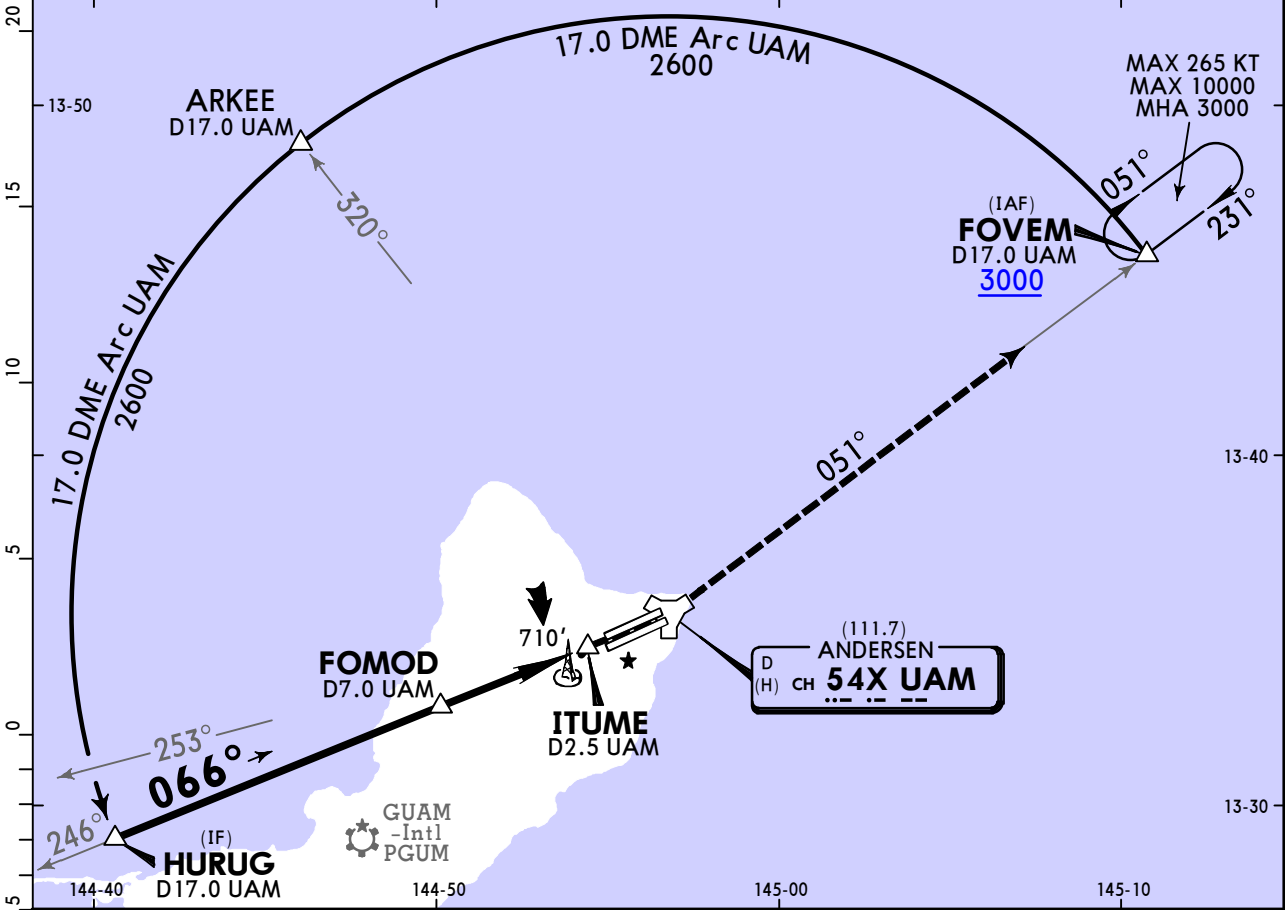 20
17.0 DME Arc UAM
2600
MAX 265 KT
MAX 10000
MHA 3000
13-50
ARKEE
D17.0 UAM
320°
15
051°
231°
(IAF)
FOVEM
D17.0 UAM
3000
17.0 DME Arc UAM
2600
10
051°
13-40
5
710'
FOMOD
D7.0 UAM
ITUME
D2.5 UAM
(111.7)
ANDERSEN
D
(H) CH 54X UAM
0
253°
066°
246°
(IF)
HURUG
D17.0 UAM
GUAM
-Intl
PGUM
13-30
5
144-40
144-50
145-00
145-10